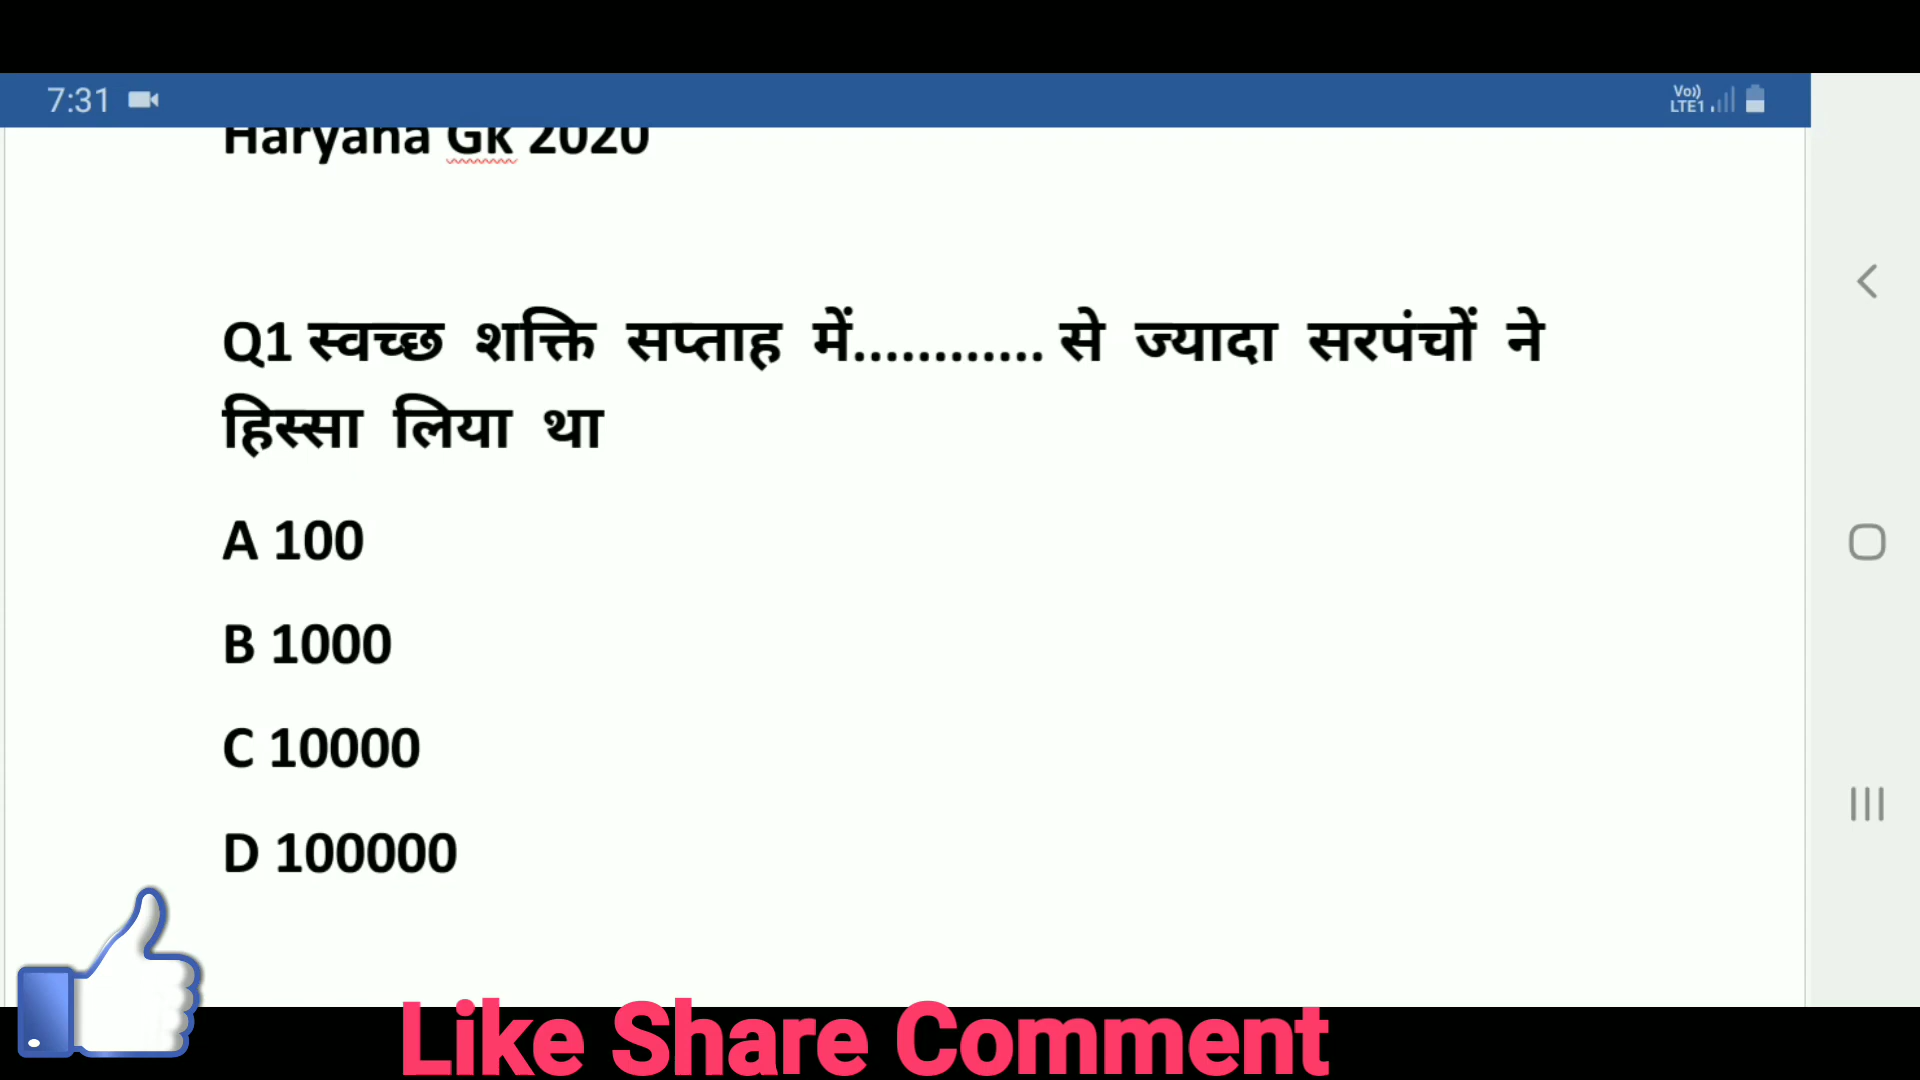 7:31
Vo))
LTE1
Haryana Gk 2020
Q1 स्वच्छ शक्ति सप्ताह में............ से ज्यादा सरपंचों ने
हिस्सा लिया था
A 100
B 1000
C 10000
D 100000
Like Share Comment